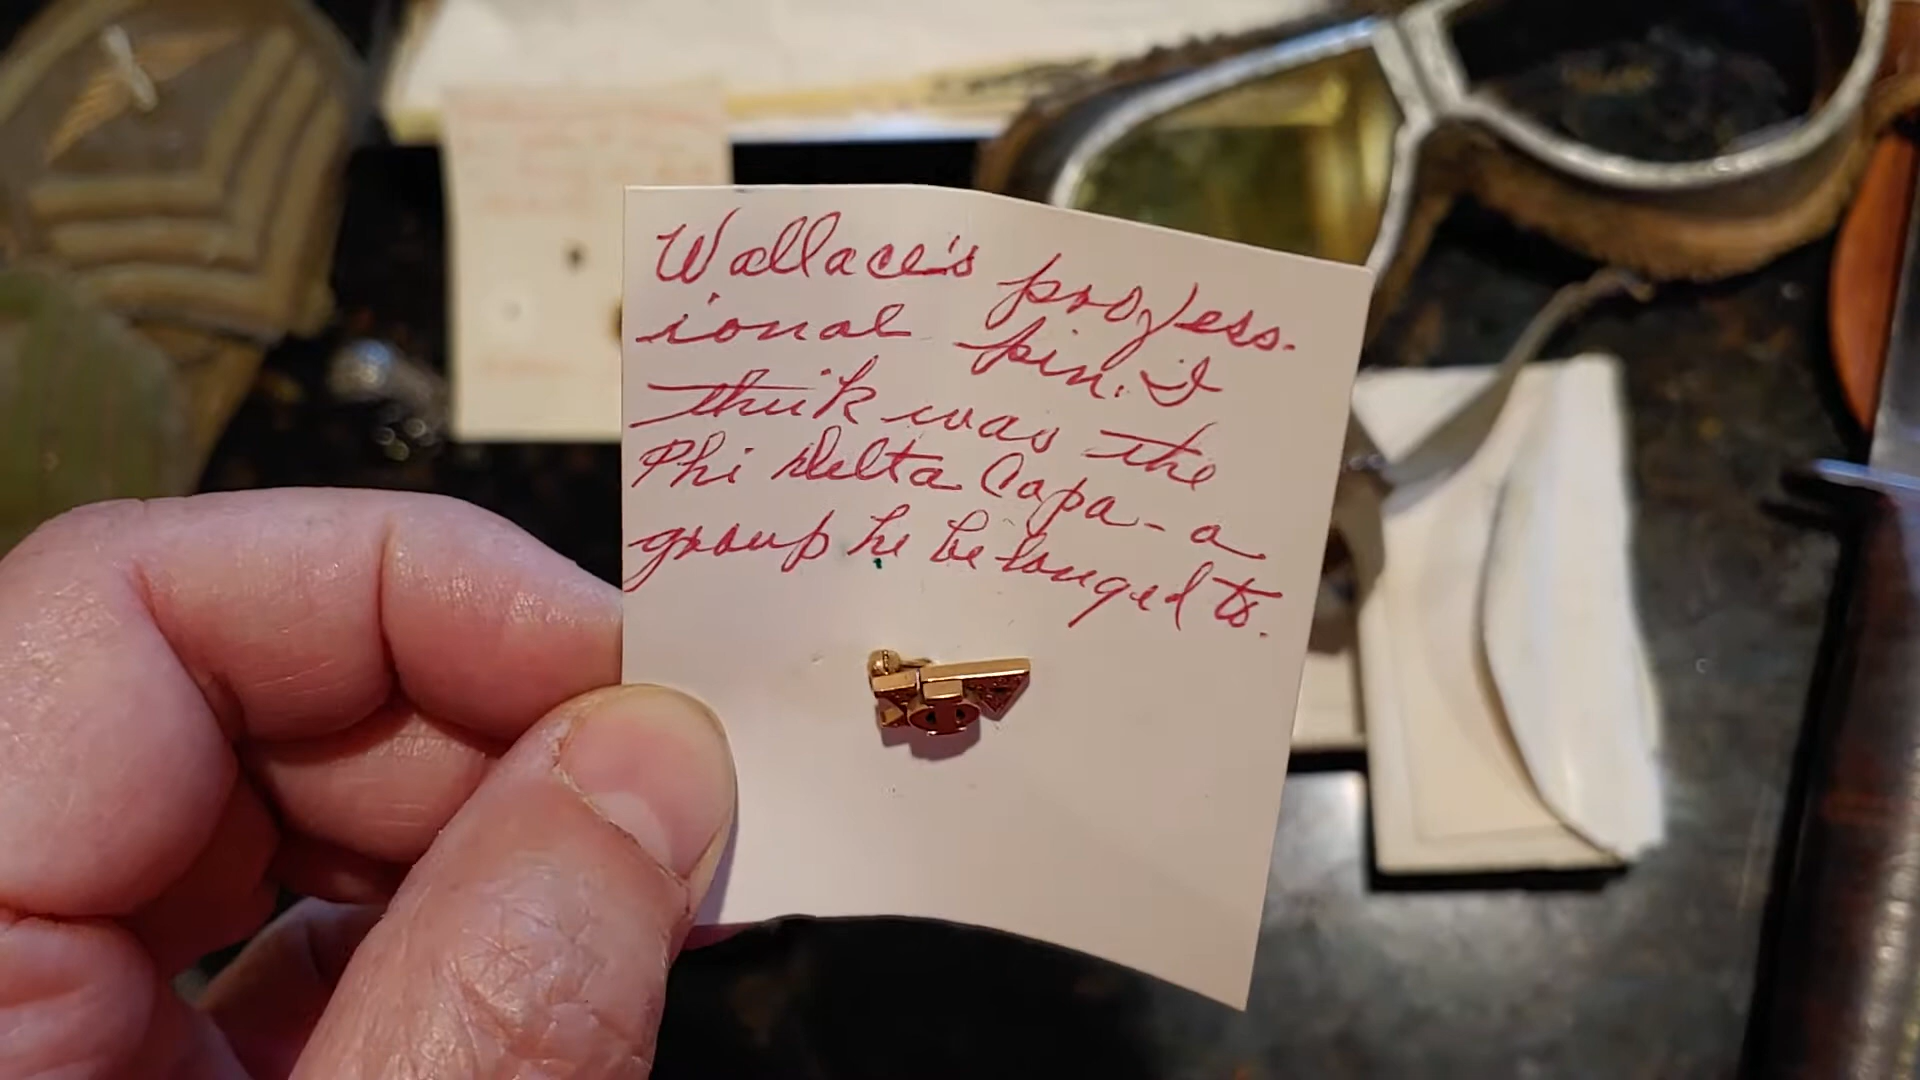 Wallace's profess-
ional pin. I
think was the
Phi Delta Capa - a
group he belonged to.